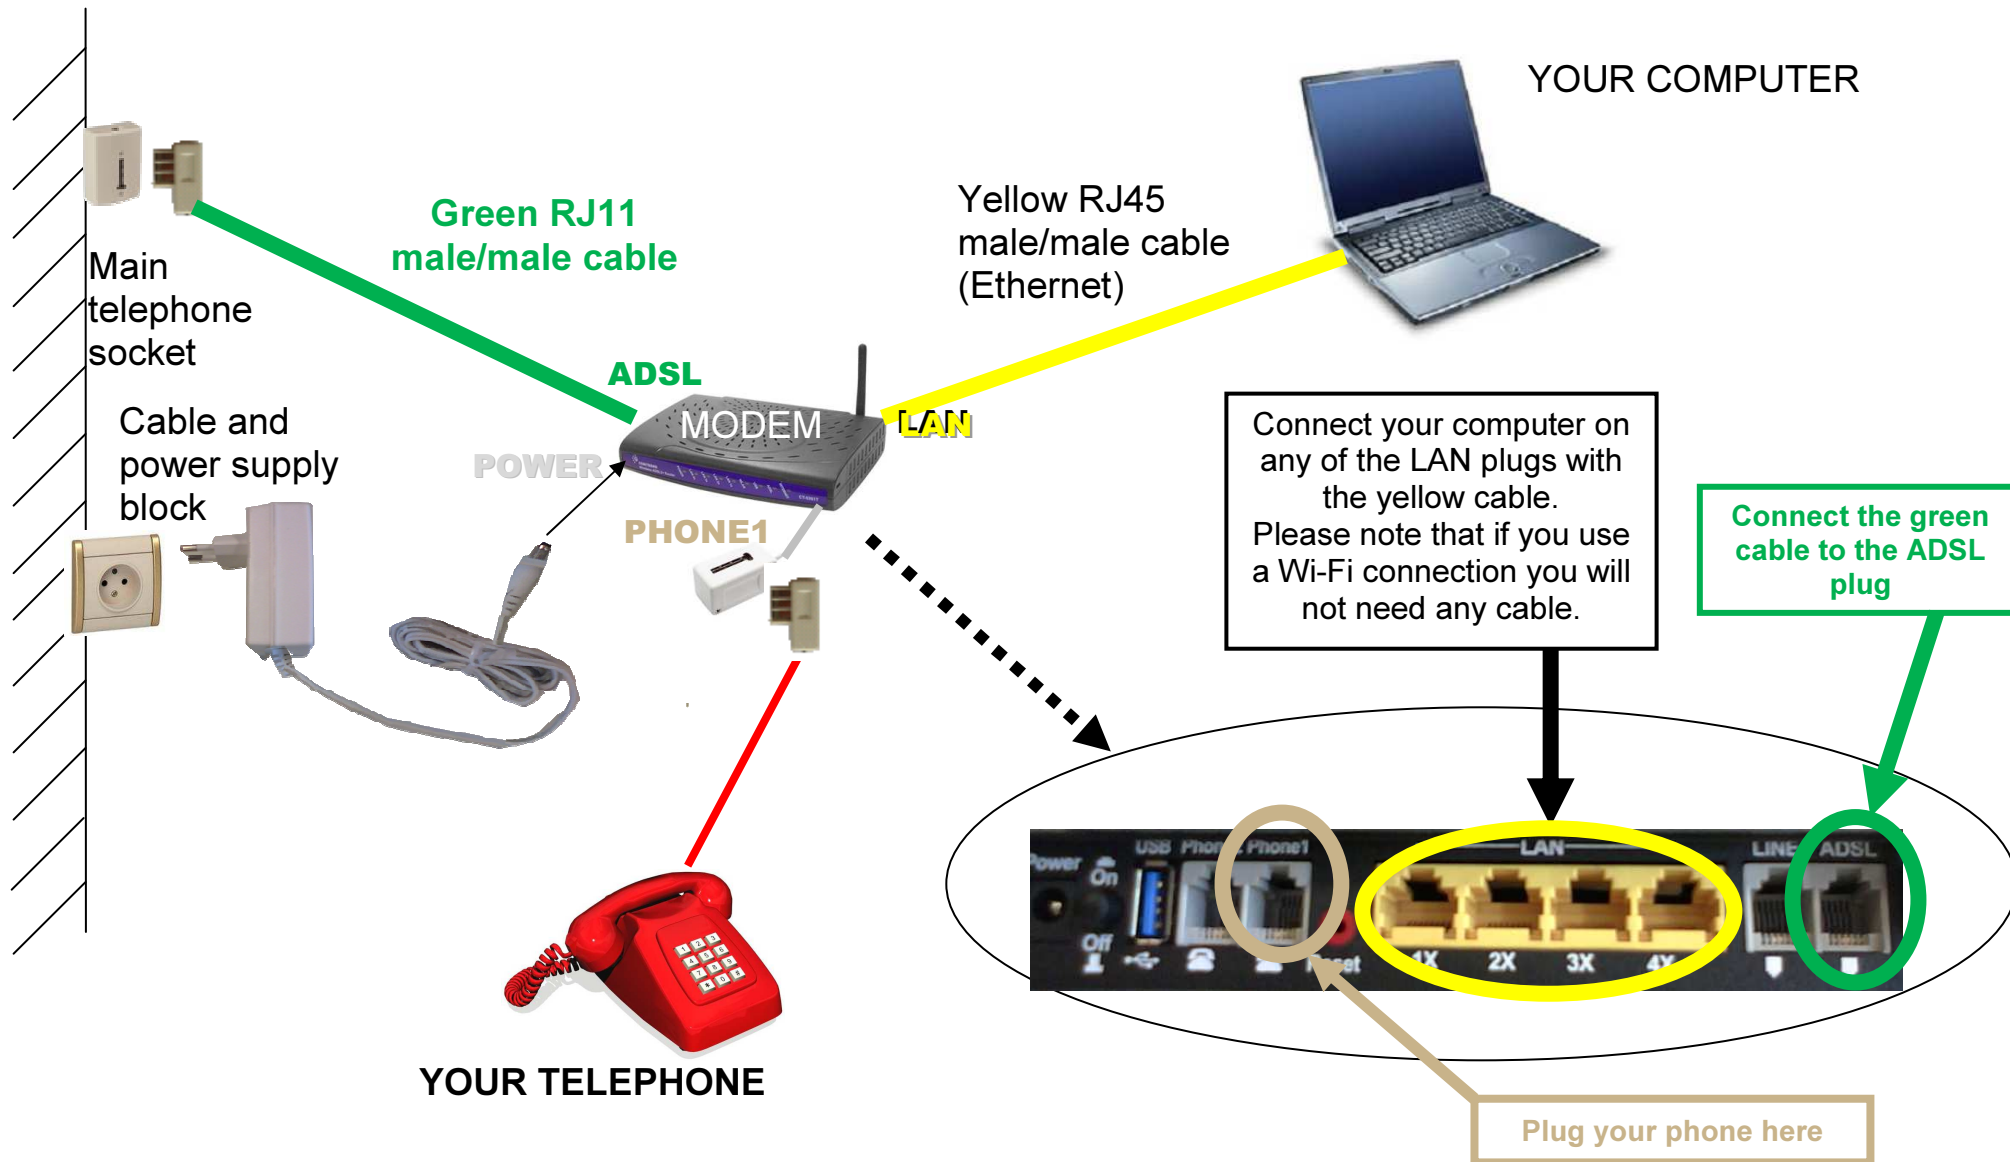 YOUR COMPUTER
Green RJ11
male/male cable
Yellow RJ45
male/male cable
(Ethernet)
Main
telephone
socket
ADSL
MODEM
LAN
Cable and
power supply
block
POWER
PHONE1
Connect your computer on
any of the LAN plugs with
the yellow cable.
Please note that if you use
a Wi-Fi connection you will
not need any cable.
Connect the green
cable to the ADSL
plug
Power
On
Off
USB
Phone1
Reset
LAN
1X
2X
3X
4X
LINE
ADSL
YOUR TELEPHONE
Plug your phone here